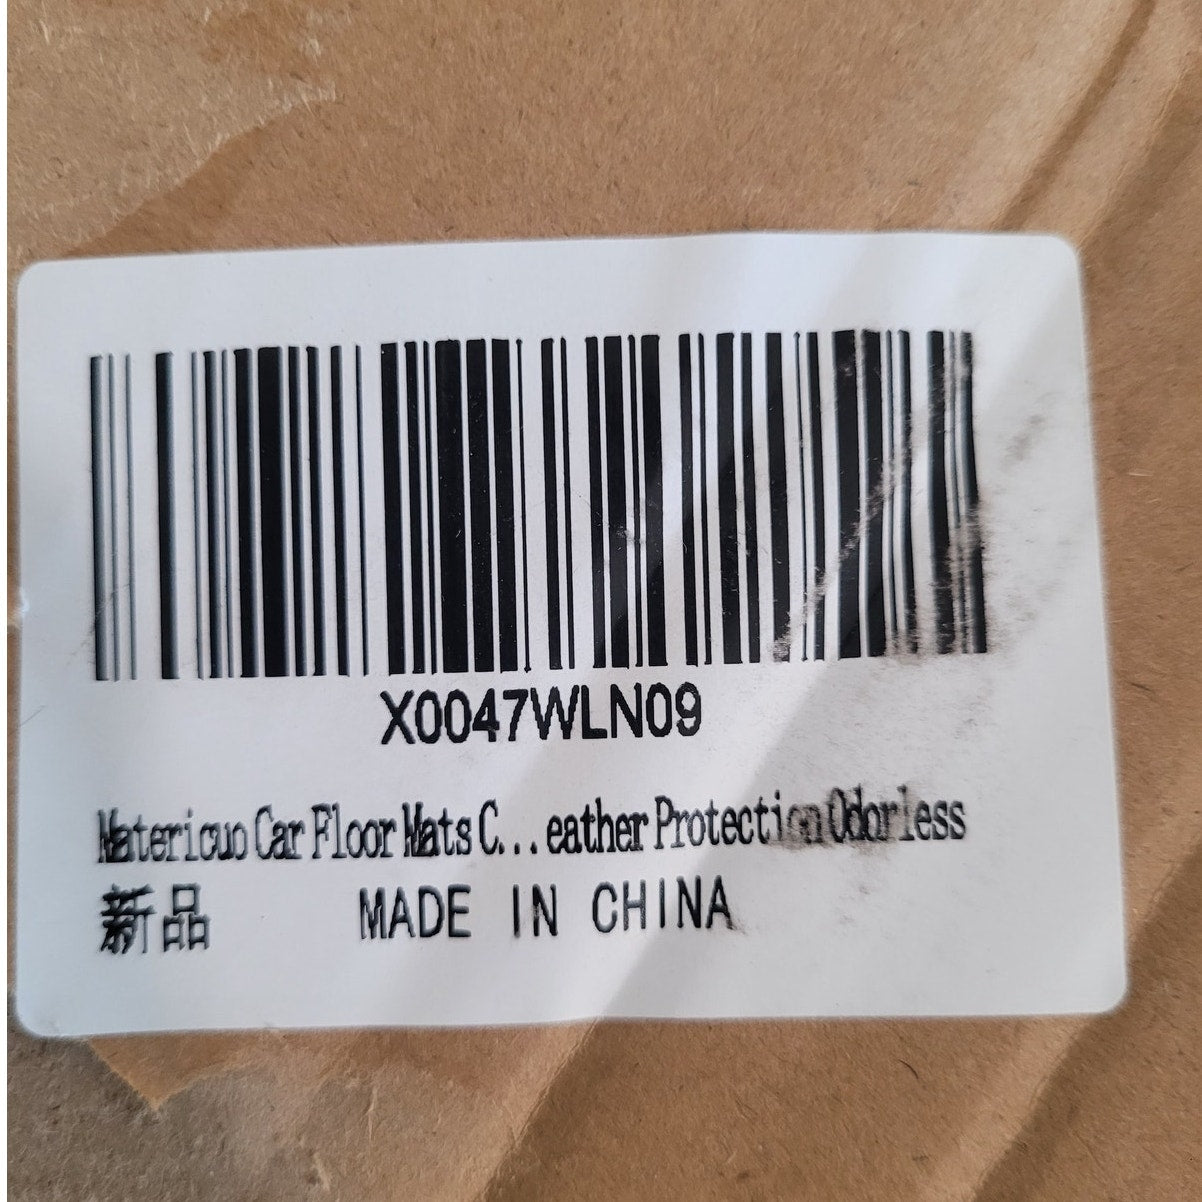 X0047WLN09
Matericuo Car Floor Mats C...eather Protection Odorless
新品 MADE IN CHINA